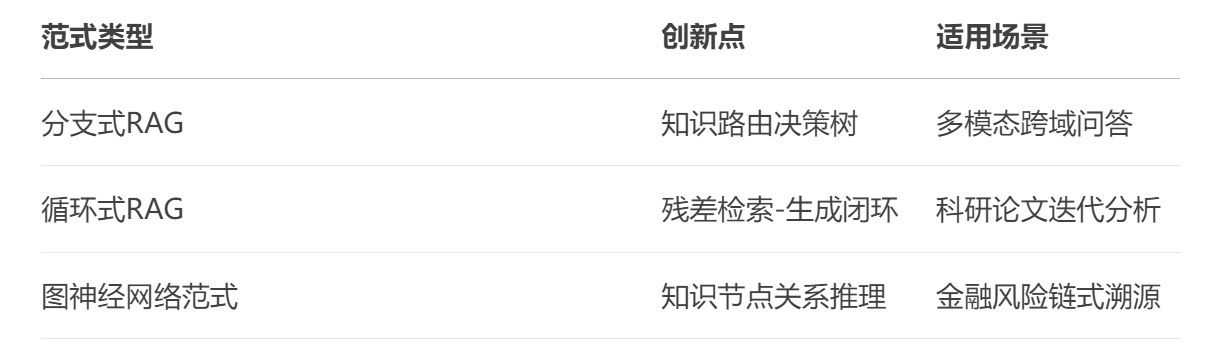 范式类型 创新点 适用场景
分支式RAG 知识路由决策树 多模态跨域问答
循环式RAG 残差检索-生成闭环 科研论文迭代分析
图神经网络范式 知识节点关系推理 金融风险链式溯源